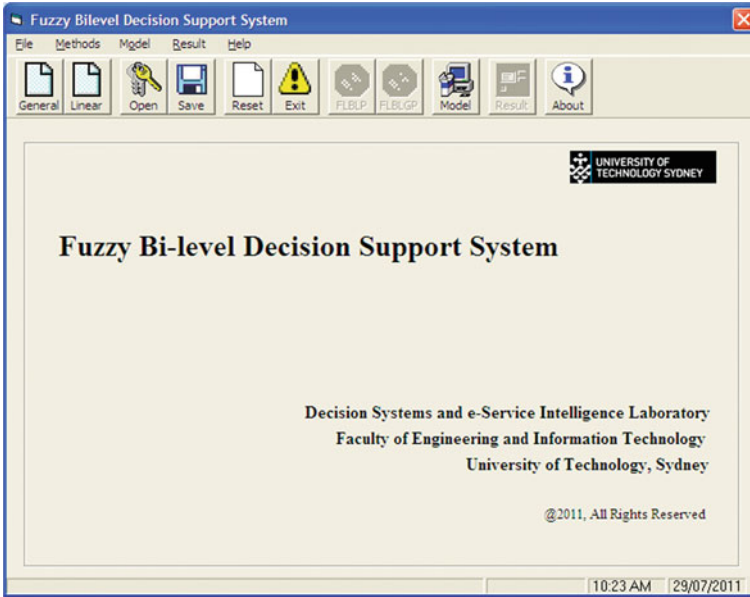 Fuzzy Bilevel Decision Support System
File Methods Model Result Help
General Linear Open Save Reset Exit FLBLP FLBLGP Model Result About
UNIVERSITY OF
TECHNOLOGY SYDNEY
Fuzzy Bi-level Decision Support System
Decision Systems and e-Service Intelligence Laboratory
Faculty of Engineering and Information Technology
University of Technology, Sydney
@2011, All Rights Reserved
10:23 AM 29/07/2011